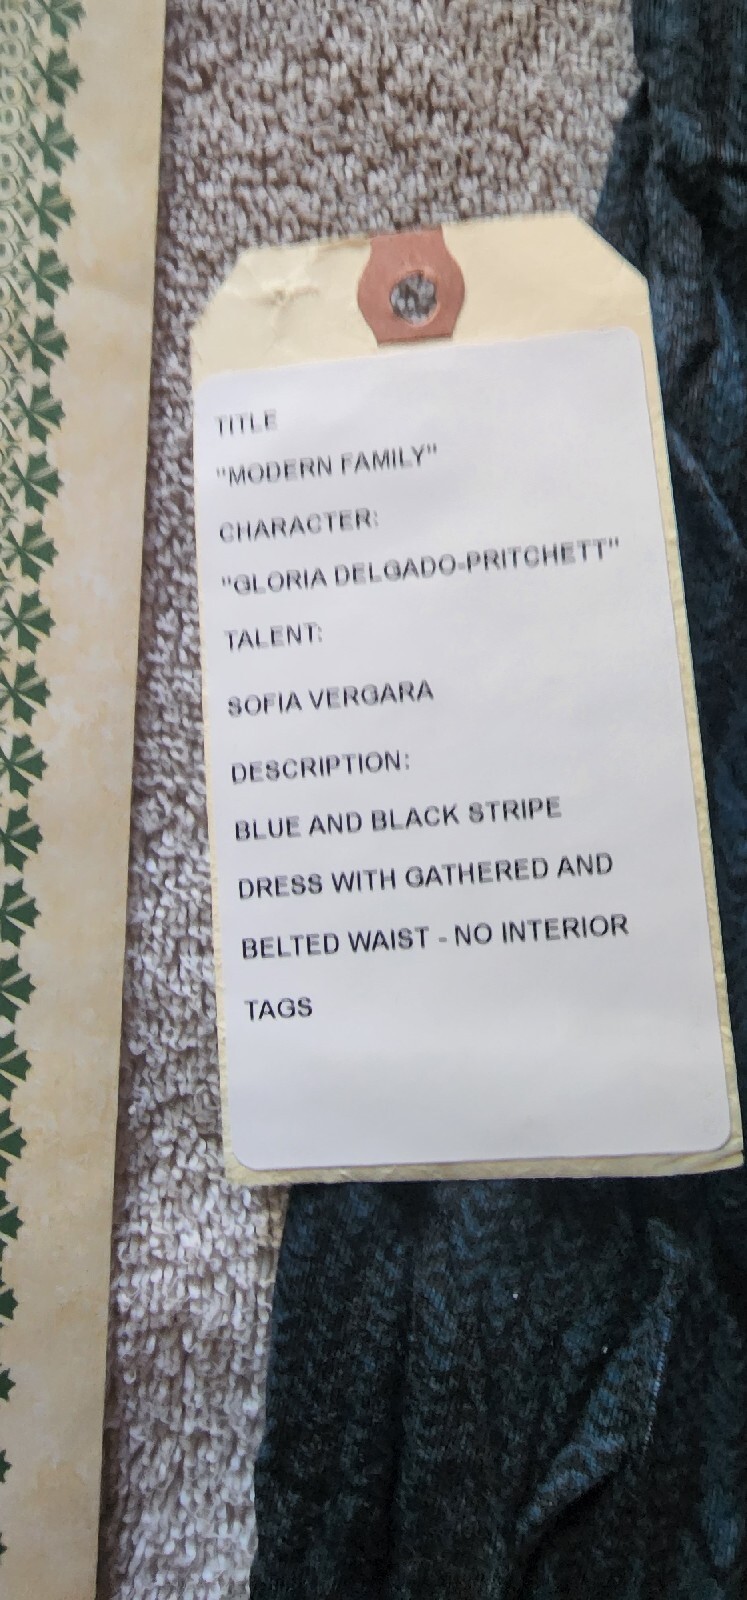 TITLE
"MODERN FAMILY"
CHARACTER:
"GLORIA DELGADO-PRITCHETT"
TALENT:
SOFIA VERGARA
DESCRIPTION:
BLUE AND BLACK STRIPE
DRESS WITH GATHERED AND
BELTED WAIST - NO INTERIOR
TAGS